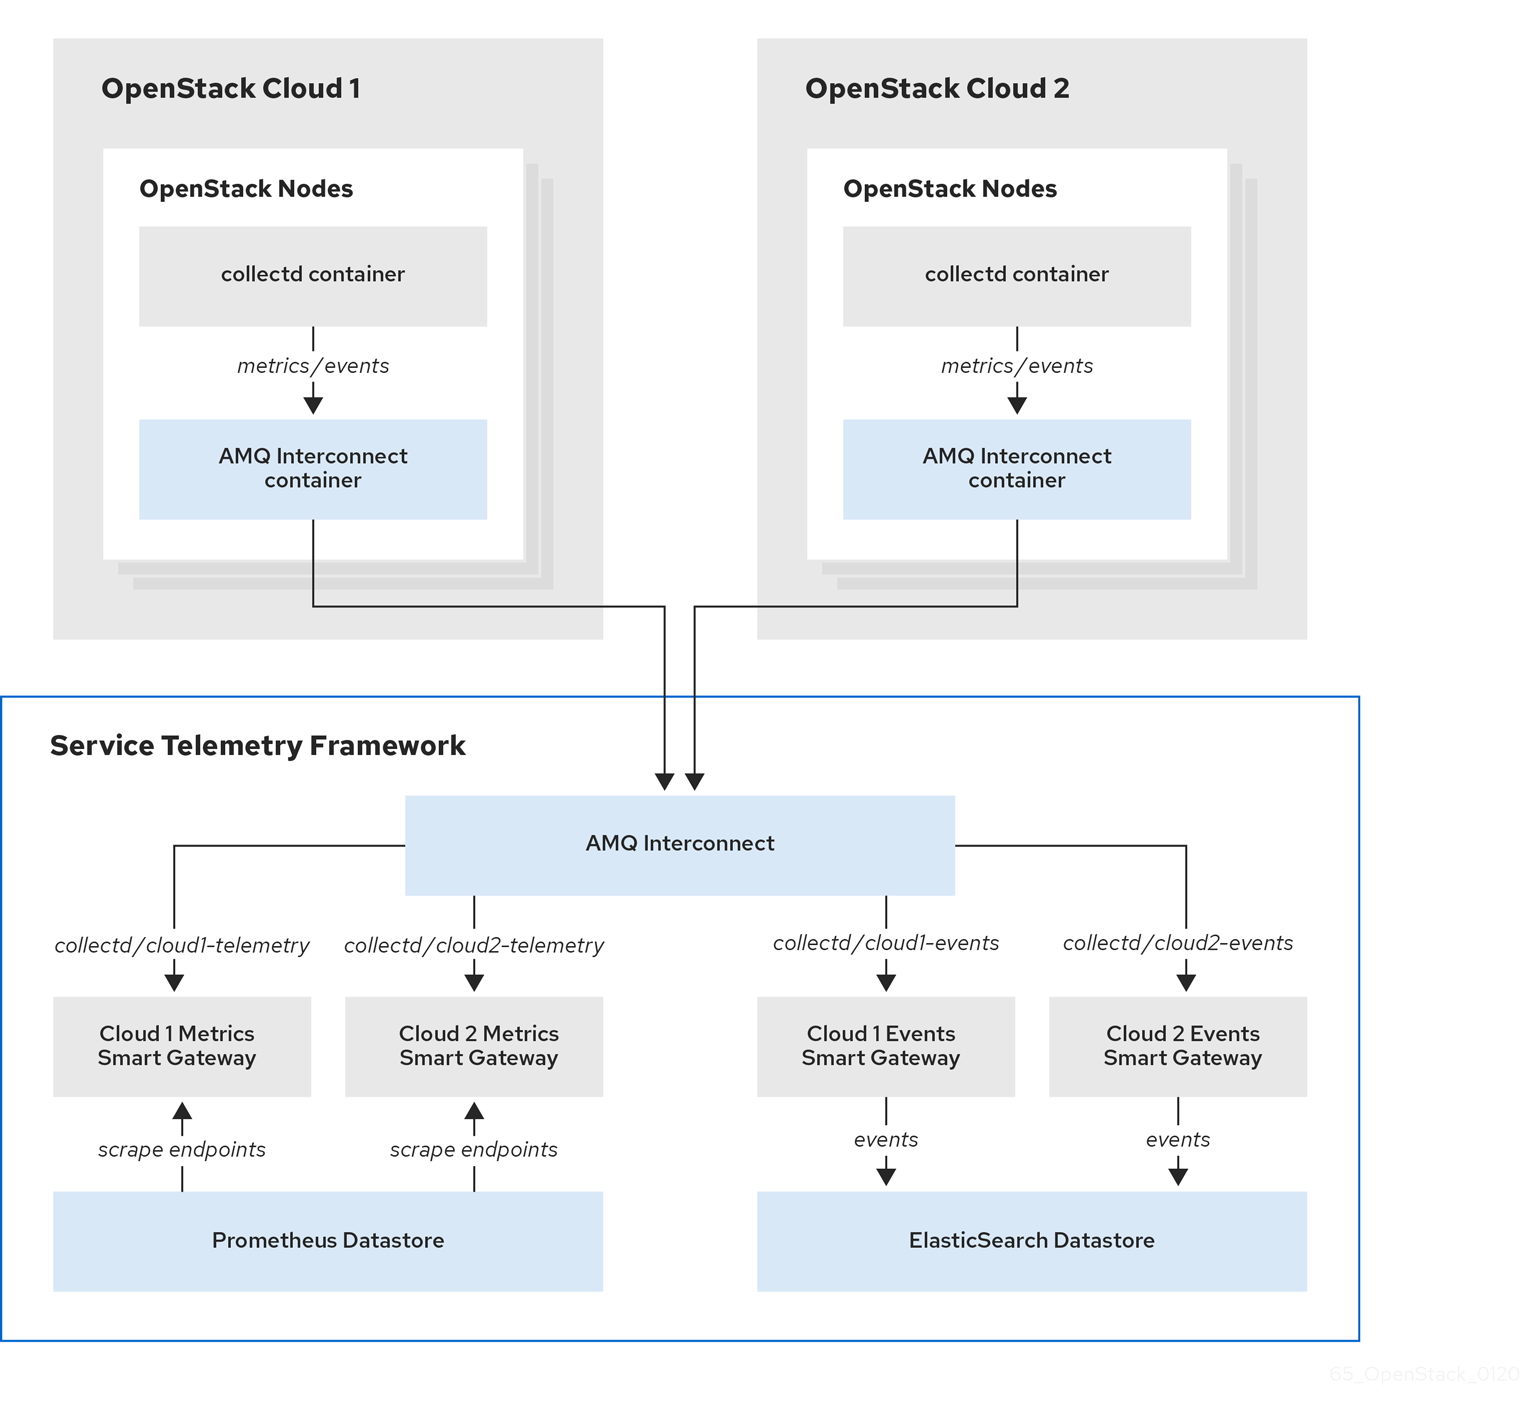 OpenStack Cloud 1
OpenStack Nodes
collectd container
metrics/events
AMQ Interconnect
container
OpenStack Cloud 2
OpenStack Nodes
collectd container
metrics/events
AMQ Interconnect
container
Service Telemetry Framework
AMQ Interconnect
collectd/cloud1-telemetry
collectd/cloud2-telemetry
collectd/cloud1-events
collectd/cloud2-events
Cloud 1 Metrics
Smart Gateway
Cloud 2 Metrics
Smart Gateway
Cloud 1 Events
Smart Gateway
Cloud 2 Events
Smart Gateway
scrape endpoints
scrape endpoints
events
events
Prometheus Datastore
ElasticSearch Datastore
65_OpenStack_0120